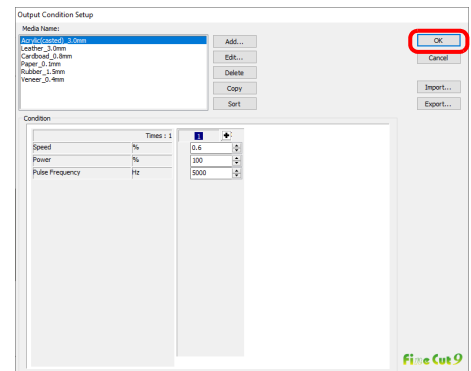 Output Condition Setup
Media Name:
Acrylic(casted)_3.0mm
Leather_3.0mm
Cardboad_0.8mm
Paper_0.1mm
Rubber_1.5mm
Veneer_0.4mm
Add...
Edit...
Delete
Copy
Sort
OK
Cancel
Import...
Export...
Condition
Times : 1 1 +
Speed % 0.6
Power % 100
Pulse Frequency Hz 5000
Fine Cut 9